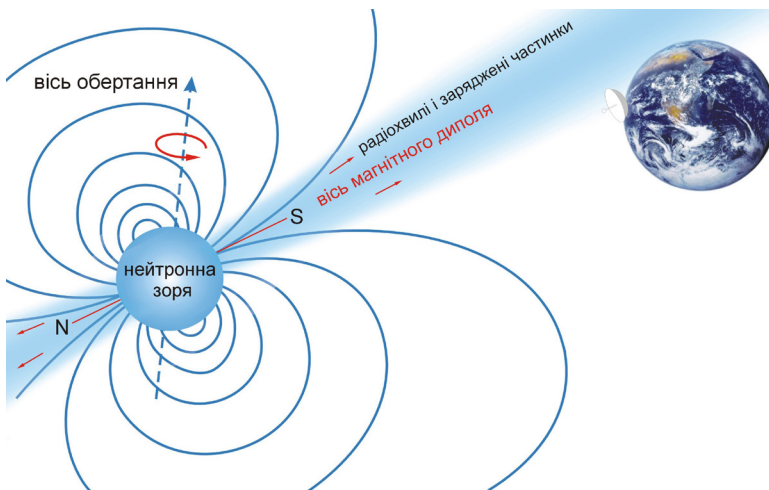 вісь обертання
радіохвилі і заряджені частинки
вісь магнітного диполя
S
нейтронна
зоря
N